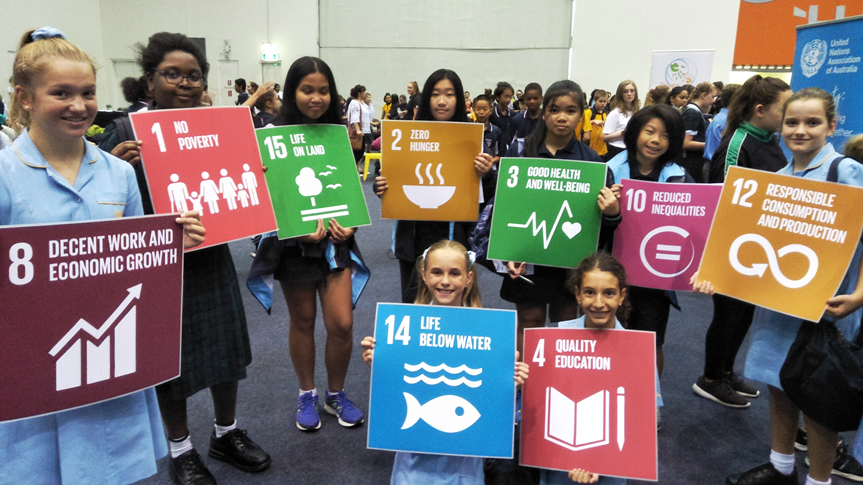 8 DECENT WORK AND
ECONOMIC GROWTH
1 NO
POVERTY
15 LIFE
ON LAND
2 ZERO
HUNGER
3 GOOD HEALTH
AND WELL-BEING
10 REDUCED
INEQUALITIES
12 RESPONSIBLE
CONSUMPTION
AND PRODUCTION
14 LIFE
BELOW WATER
4 QUALITY
EDUCATION
United
Nations
Association
of Australia